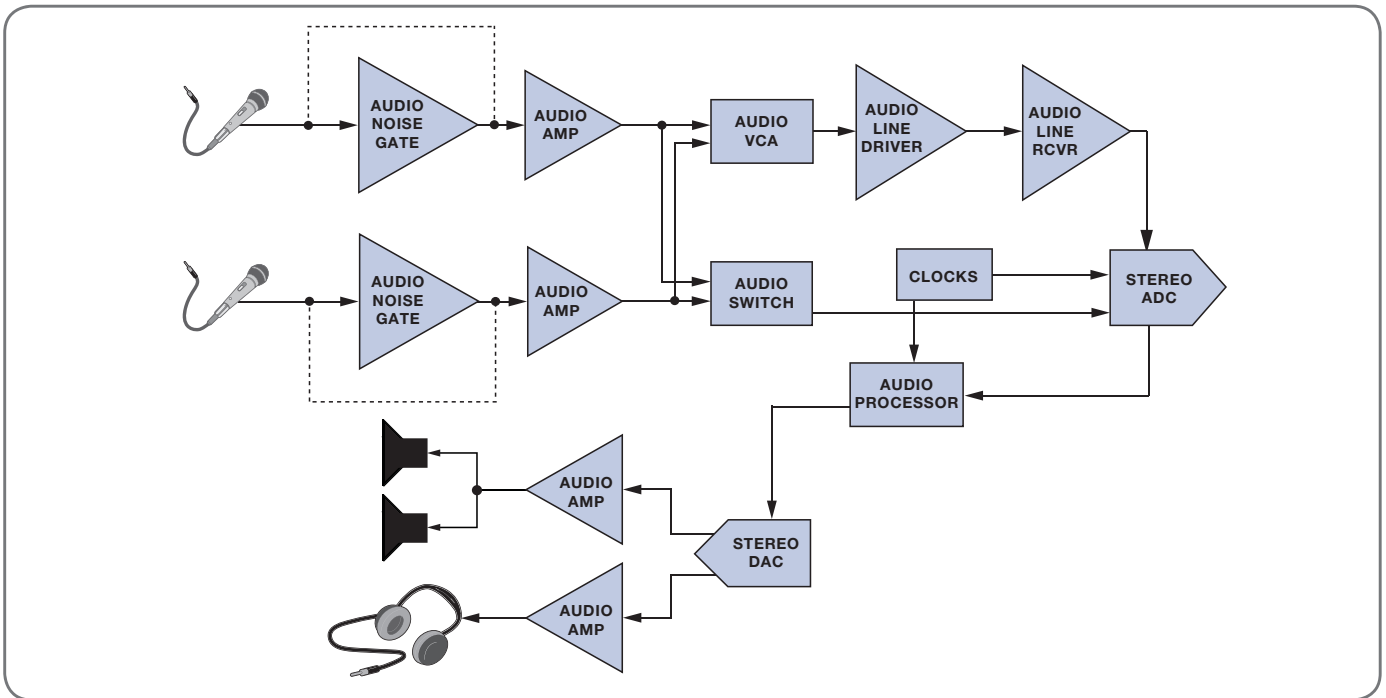 AUDIO
NOISE
GATE
AUDIO
AMP
AUDIO
VCA
AUDIO
LINE
DRIVER
AUDIO
LINE
RCVR
AUDIO
NOISE
GATE
AUDIO
AMP
AUDIO
SWITCH
CLOCKS
STEREO
ADC
AUDIO
PROCESSOR
AUDIO
AMP
STEREO
DAC
AUDIO
AMP